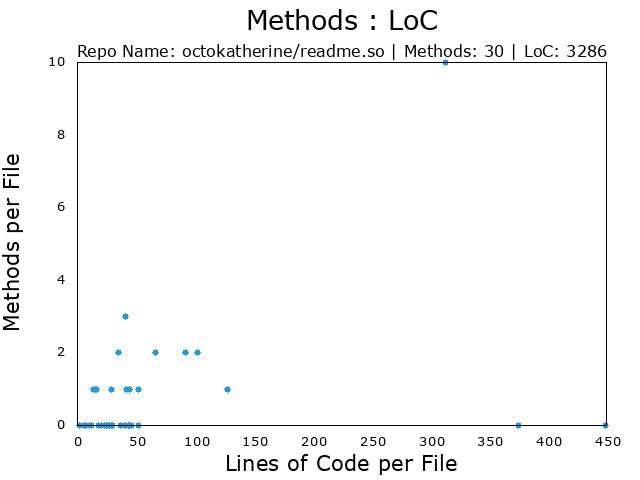 Methods : LoC
Repo Name: octokatherine/readme.so | Methods: 30 | LoC: 3286
10
8
6
4
2
0
Methods per File
0 50 100 150 200 250 300 350 400 450
Lines of Code per File